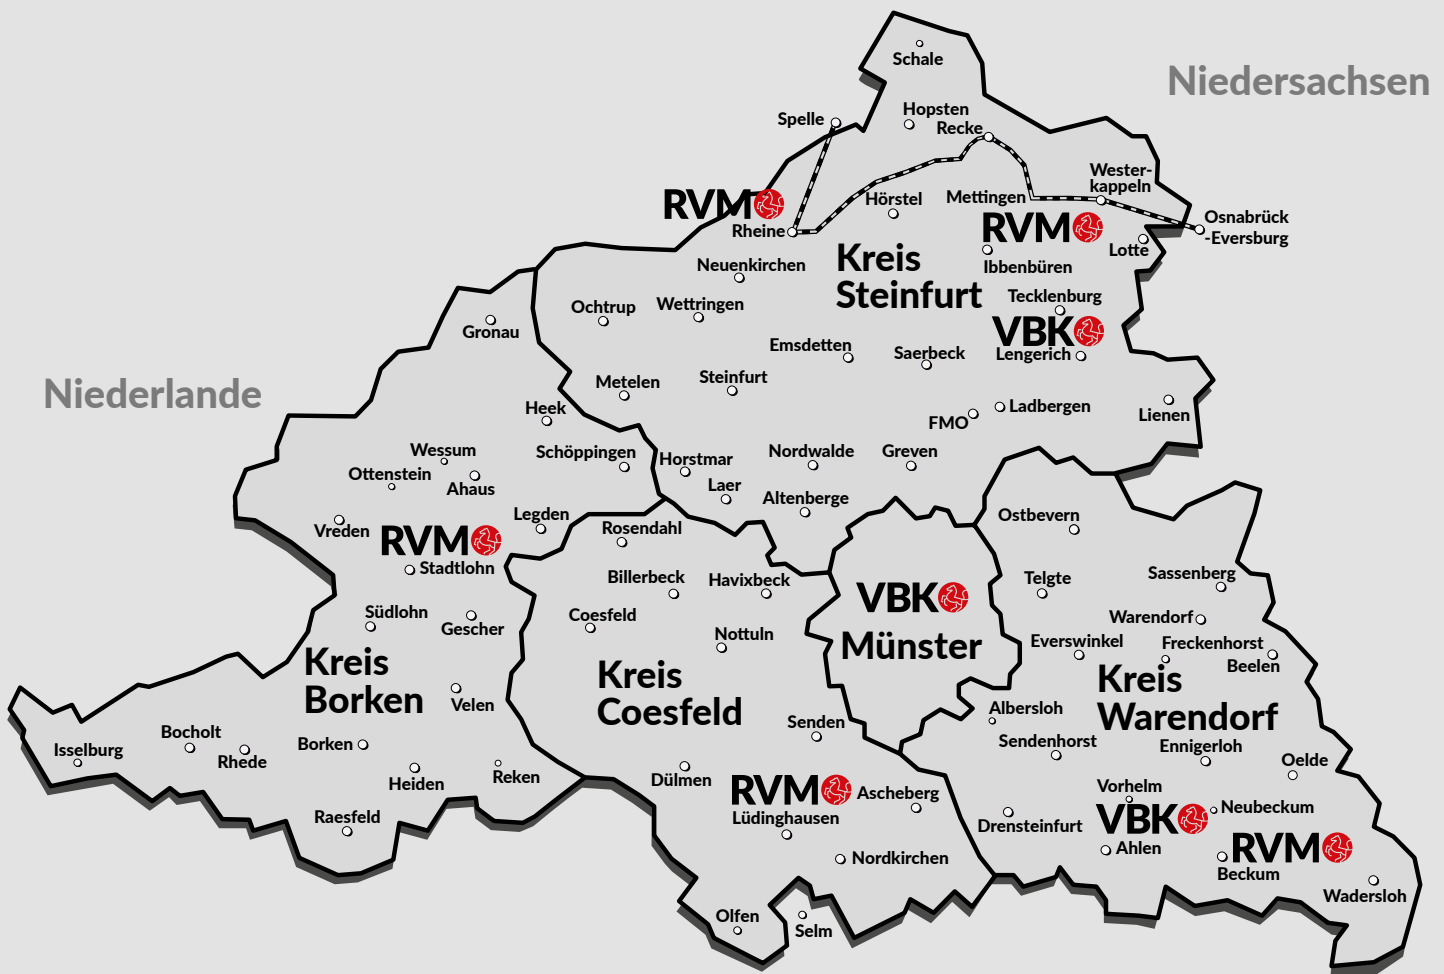 Schale
Niedersachsen
Hopsten
Spelle
Recke
Wester-
kappeln
Hörstel
Mettingen
RVM
Osnabrück
-Eversburg
Rheine
RVM
Lotte
Kreis
Steinfurt
Ibbenbüren
Neuenkirchen
Tecklenburg
Ochtrup
Wettringen
VBK
Gronau
Emsdetten
Saerbeck
Lengerich
Niederlande
Metelen
Steinfurt
Heek
Ladbergen
Lienen
FMO
Wessum
Schöppingen
Horstmar
Nordwalde
Greven
Ottenstein
Ahaus
Laer
Altenberge
Legden
Rosendahl
Ostbevern
Vreden
RVM
Stadtlohn
Billerbeck
Havixbeck
Telgte
Sassenberg
VBK
Münster
Südlohn
Gescher
Coesfeld
Nottuln
Warendorf
Everswinkel
Freckenhorst
Beelen
Kreis
Borken
Kreis
Coesfeld
Kreis
Warendorf
Velen
Albersloh
Senden
Sendenhorst
Ennigerloh
Bocholt
Isselburg
Rhede
Borken
Heiden
Reken
Dülmen
Oelde
RVM
Lüdinghausen
Ascheberg
Vorhelm
VBK
Neubeckum
Raesfeld
Drensteinfurt
Ahlen
RVM
Beckum
Nordkirchen
Wadersloh
Olfen
Selm